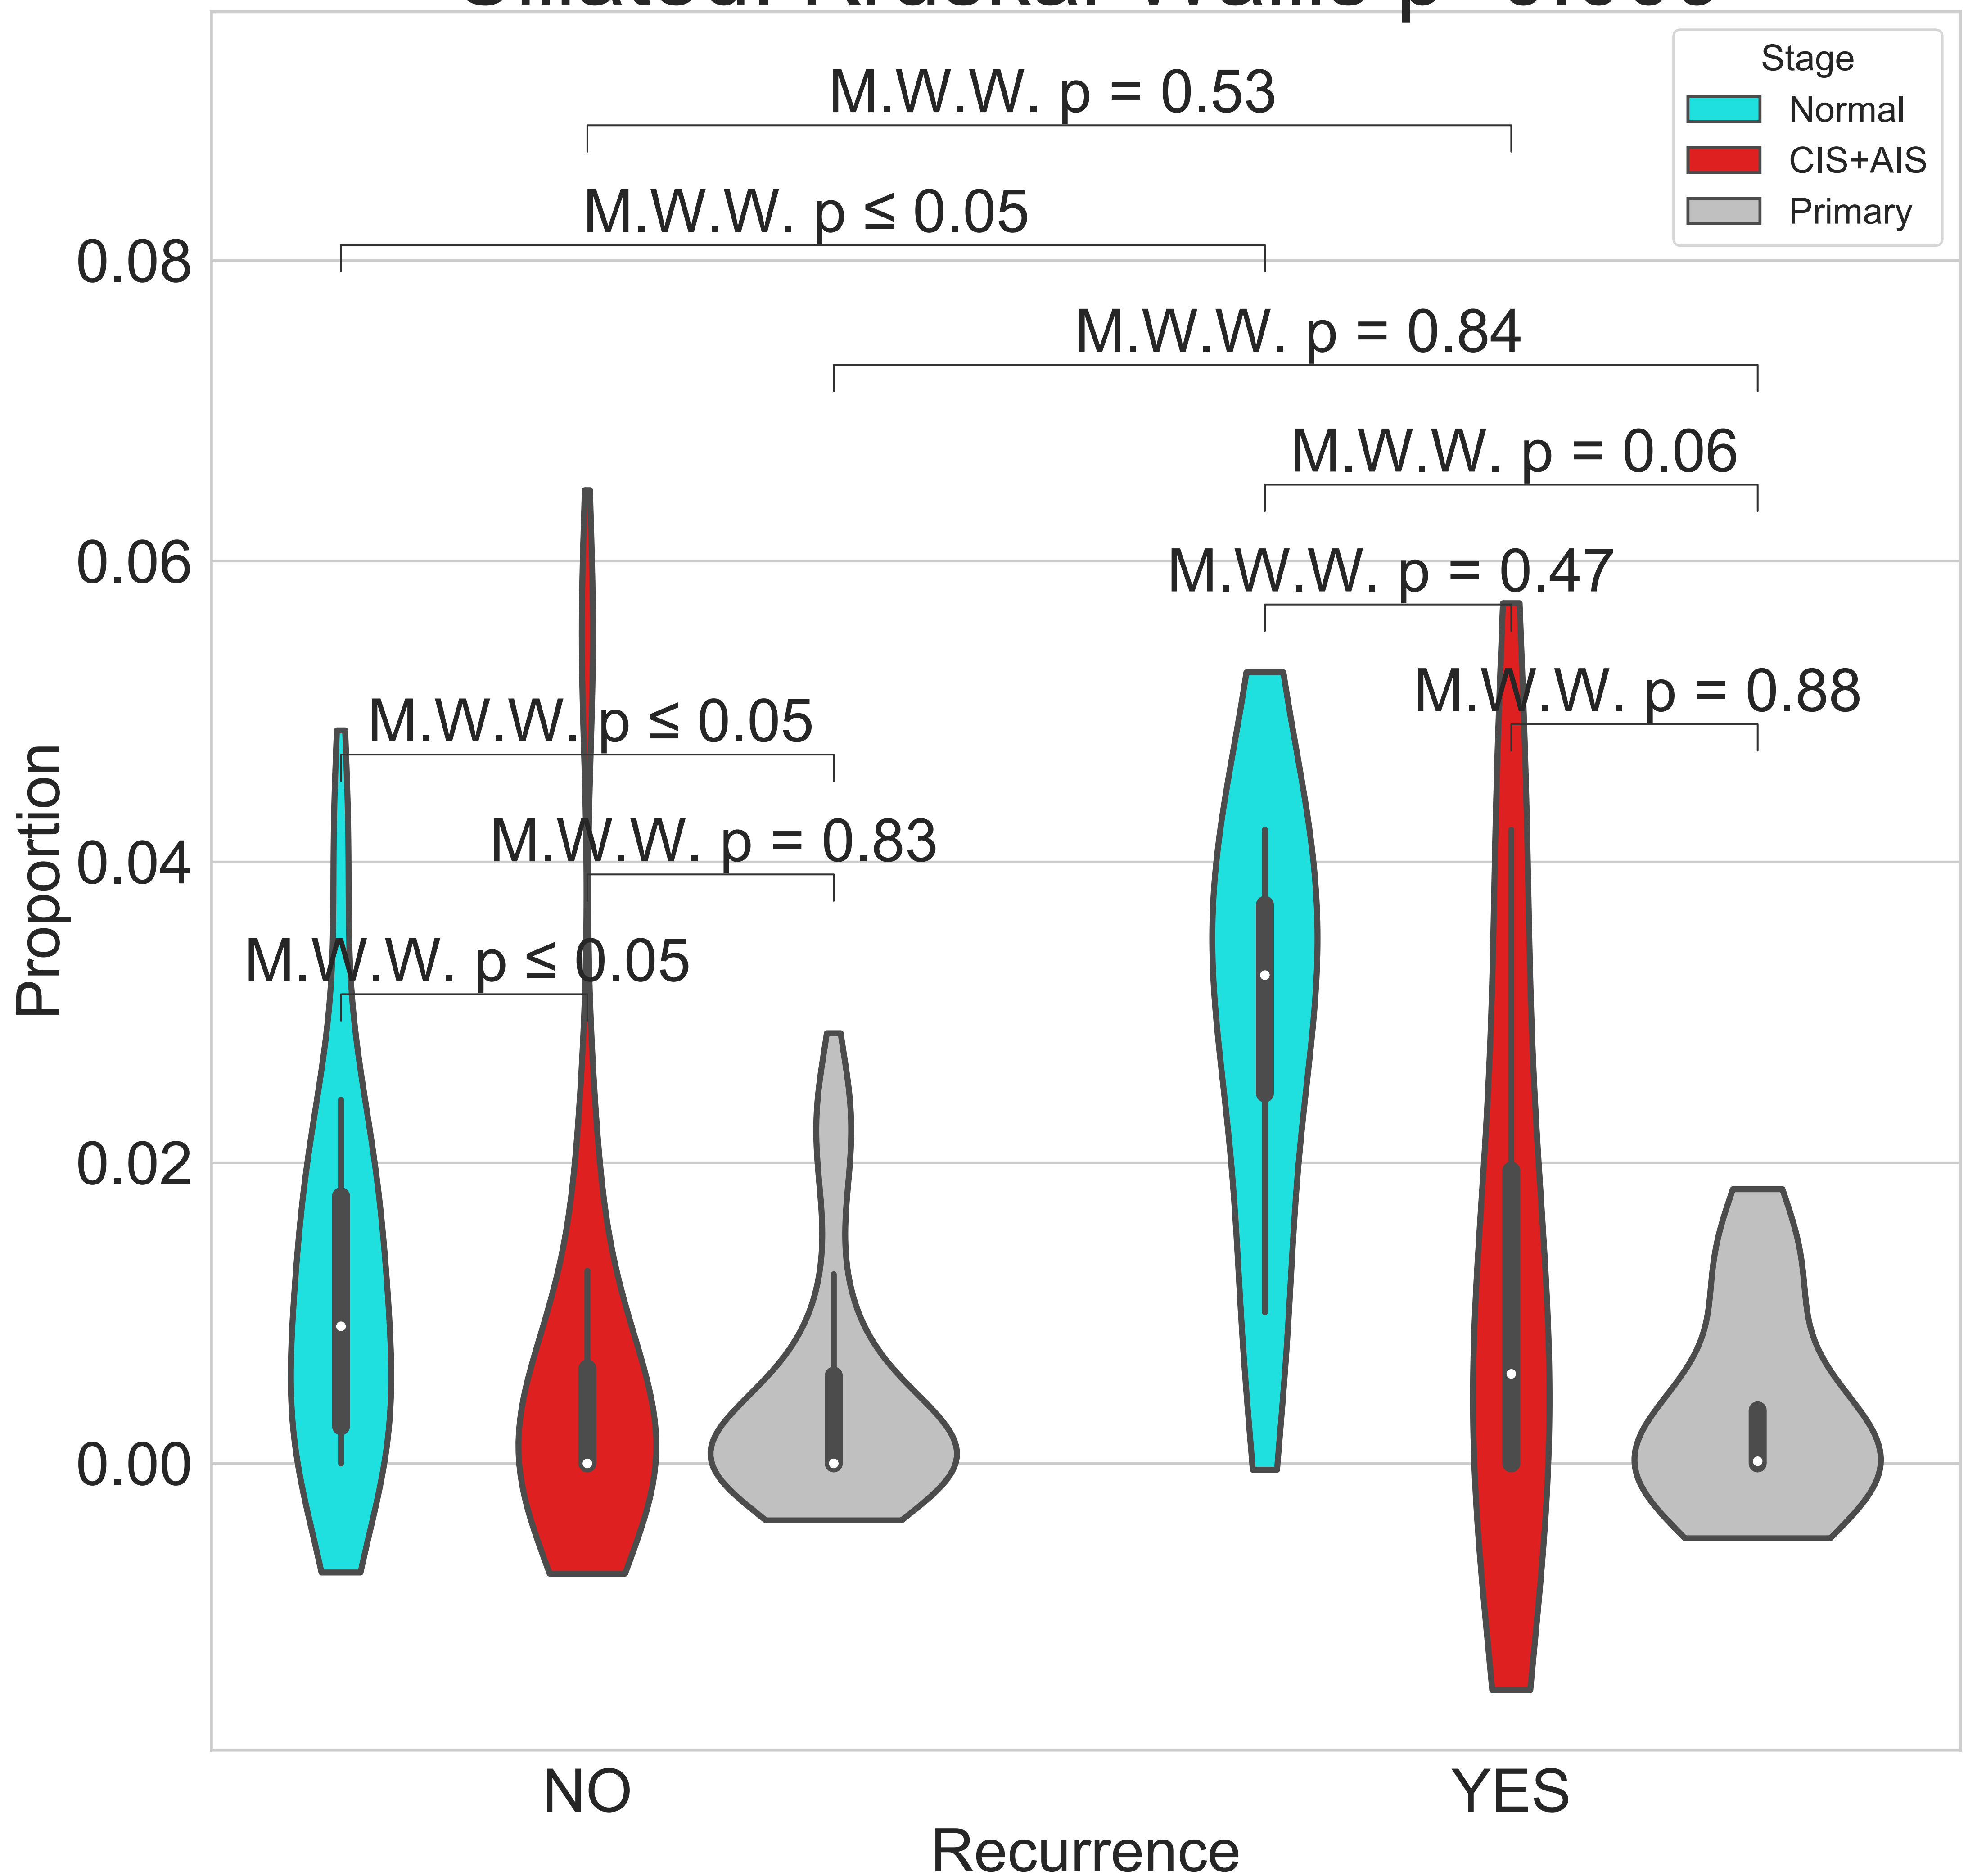 Stage
Normal
CIS+AIS
Primary
M.W.W. p = 0.53
M.W.W. p ≤ 0.05
M.W.W. p = 0.84
M.W.W. p = 0.06
M.W.W. p = 0.47
M.W.W. p = 0.88
M.W.W. p ≤ 0.05
M.W.W. p = 0.83
M.W.W. p ≤ 0.05
0.08
0.06
0.04
0.02
0.00
Proportion
NO
YES
Recurrence